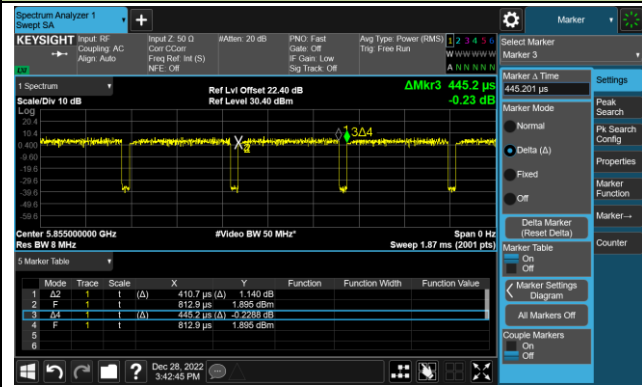 Spectrum Analyzer 1
Swept SA
Marker
KEYSIGHT
Input: RF
Coupling: AC
Align: Auto
Input Z: 50 Ω
Corr CCorr
Freq Ref: Int (S)
NFE: Off
#Atten: 20 dB
PNO: Fast
Gate: Off
IF Gain: Low
Sig Track: Off
Avg Type: Power (RMS)
Trig: Free Run
1 2 3 4 5 6
W W W W W W
A N N N N N
LXI
1 Spectrum
Scale/Div 10 dB
Log
Ref Lvl Offset 22.40 dB
Ref Level 30.40 dBm
ΔMkr3 445.2 µs
-0.23 dB
20.4
10.4
0.400
-9.60
-19.6
-29.6
-39.6
-49.6
-59.6
1
3Δ4
X
Center 5.855000000 GHz
Res BW 8 MHz
#Video BW 50 MHz*
Span 0 Hz
Sweep 1.87 ms (2001 pts)
5 Marker Table
Mode Trace Scale X Y Function Function Width Function Value
1 Δ2 1 t (Δ) 410.7 µs (Δ) 1.140 dB
2 F 1 t 812.9 µs 1.895 dBm
3 Δ4 1 t (Δ) 445.2 µs (Δ) -0.2288 dB
4 F 1 t 812.9 µs 1.895 dBm
5
6
Dec 28, 2022
3:42:45 PM
Select Marker
Marker 3
Marker Δ Time
445.201 µs
Marker Mode
Normal
Delta (Δ)
Fixed
Off
Delta Marker
(Reset Delta)
Marker Table
On
Off
Marker Settings
Diagram
All Markers Off
Couple Markers
On
Off
Settings
Peak
Search
Pk Search
Config
Properties
Marker
Function
Marker→
Counter